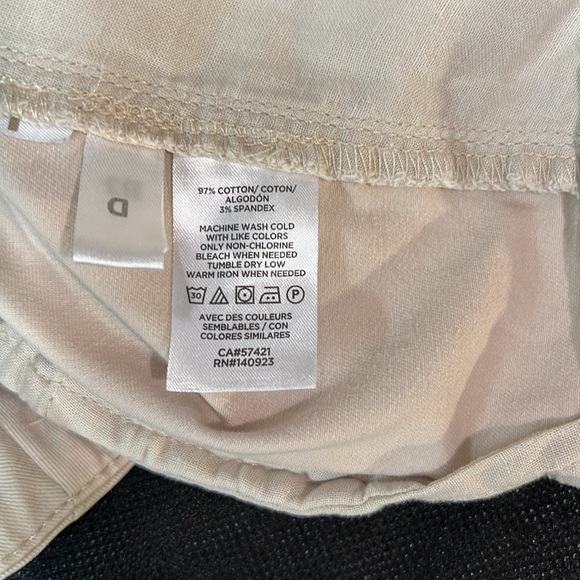 97% COTTON/ COTON/
ALGODÓN
3% SPANDEX
MACHINE WASH COLD
WITH LIKE COLORS
ONLY NON-CHLORINE
BLEACH WHEN NEEDED
TUMBLE DRY LOW
WARM IRON WHEN NEEDED
30
P
AVEC DES COULEURS
SEMBLABLES / CON
COLORES SIMILARES
CA#57421
RN#140923
D